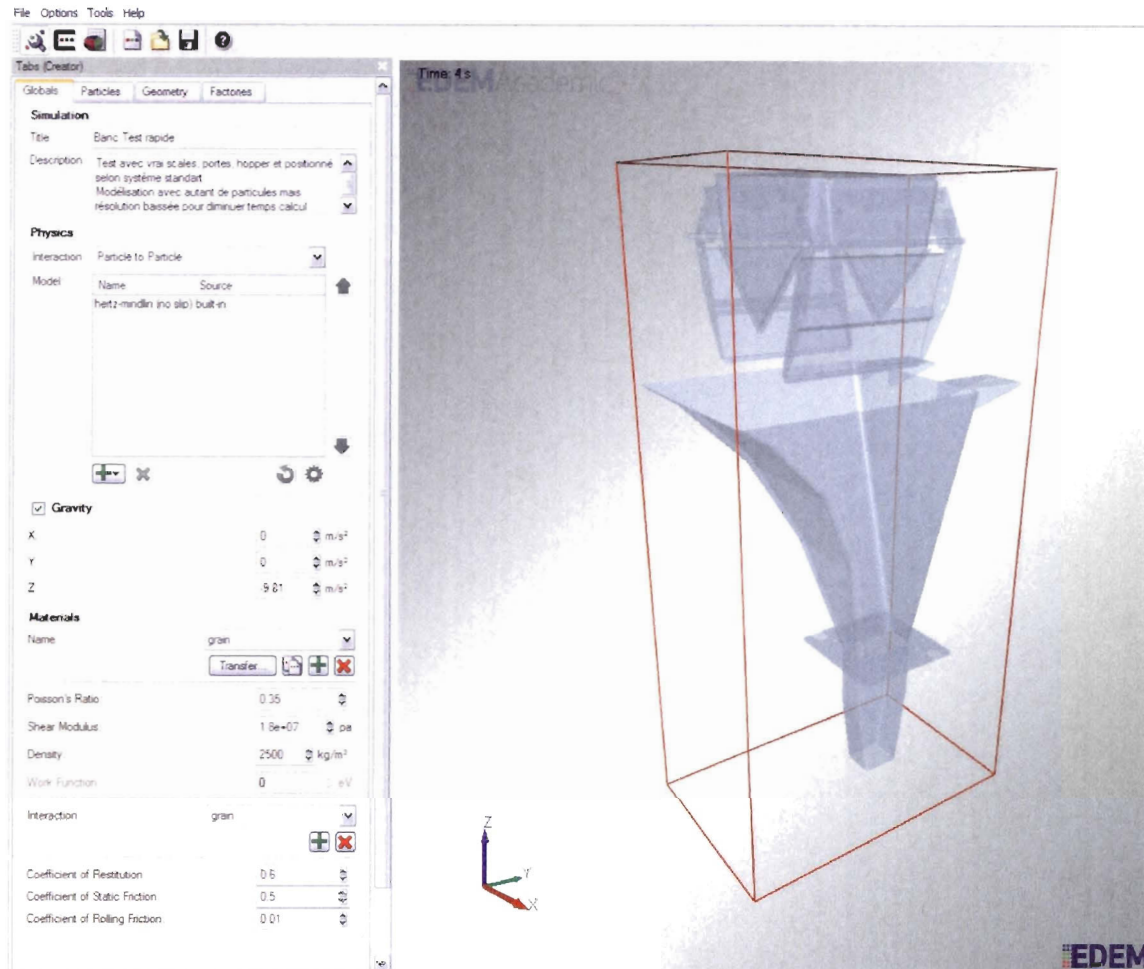 File Options Tools Help
Tabs (Creator)
Globals Particles Geometry Factories
Simulation
Title Banc Test rapide
Description Test avec vrai scales, portes, hopper et positionné
selon système standart
Modélisation avec autant de particules mais
résolution baissée pour diminuer temps calcul
Physics
Interaction Particle to Particle
Model Name Source
hertz-mindlin (no slip) built-in
Gravity
X 0 m/s²
Y 0 m/s²
Z -9.81 m/s²
Materials
Name grain
Transfer...
Poisson's Ratio 0.35
Shear Modulus 1.8e+07 pa
Density 2500 kg/m³
Work Function 0 eV
Interaction grain
Coefficient of Restitution 0.6
Coefficient of Static Friction 0.5
Coefficient of Rolling Friction 0.01
Time: 4 s
EDEM Academic
Z
Y
X
EDEM